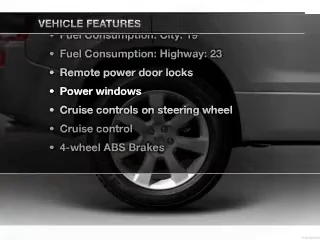 VEHICLE FEATURES
• Fuel Consumption: City: 19
• Fuel Consumption: Highway: 23
• Remote power door locks
• Power windows
• Cruise controls on steering wheel
• Cruise control
• 4-wheel ABS Brakes